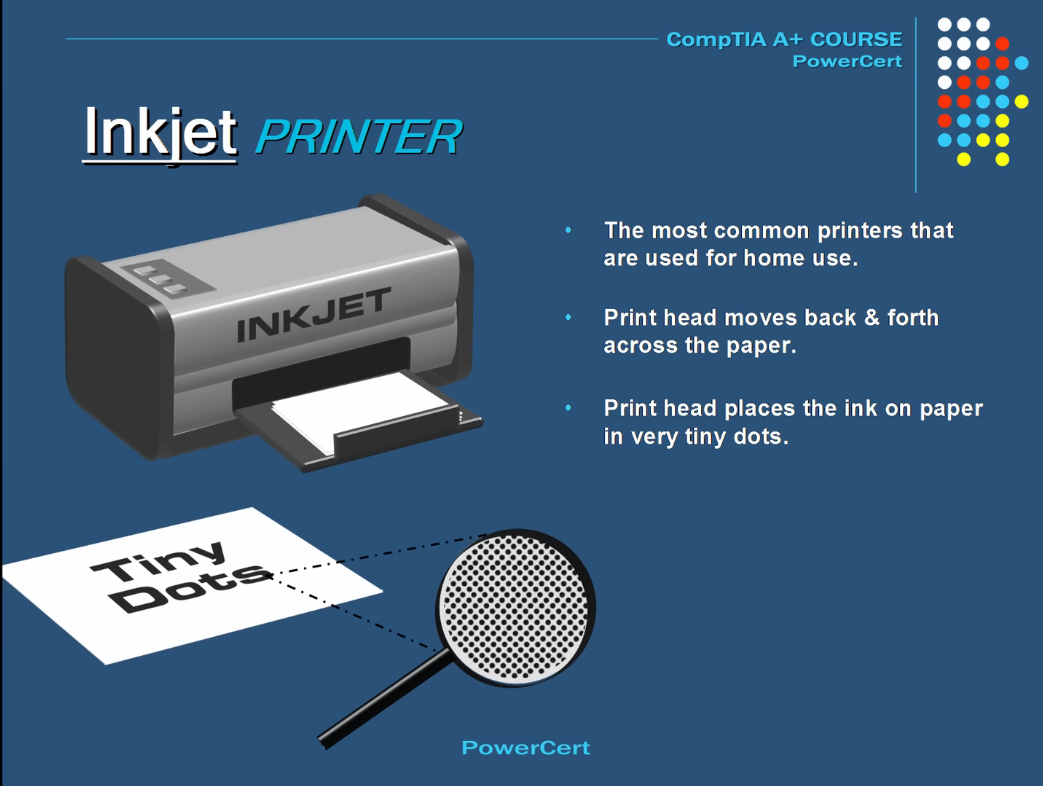 CompTIA A+ COURSE
PowerCert
Inkjet PRINTER
INKJET
• The most common printers that
are used for home use.
• Print head moves back & forth
across the paper.
• Print head places the ink on paper
in very tiny dots.
Tiny
Dots
PowerCert